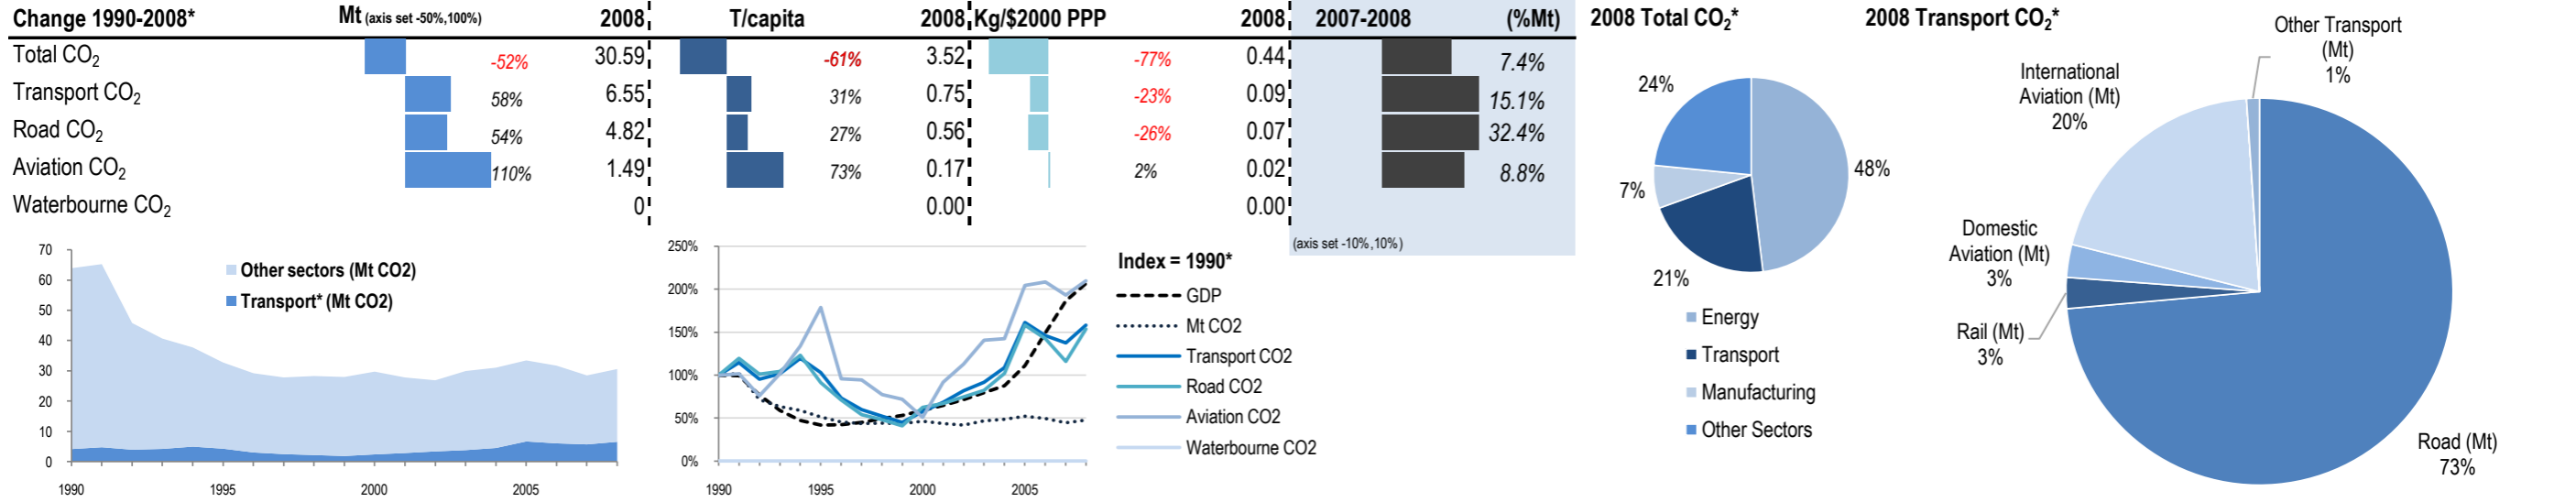 Change 1990-2008* Mt (axis set -50%,100%) 2008 T/capita 2008 Kg/$2000 PPP 2008 2007-2008 (%Mt)
Total CO2 -52% 30.59 -61% 3.52 -77% 0.44 7.4%
Transport CO2 58% 6.55 31% 0.75 -23% 0.09 15.1%
Road CO2 54% 4.82 27% 0.56 -26% 0.07 32.4%
Aviation CO2 110% 1.49 73% 0.17 2% 0.02 8.8%
Waterbourne CO2 0 0.00 0.00
(axis set -10%,10%)
70
60
50
40
30
20
10
0
Other sectors (Mt CO2)
Transport* (Mt CO2)
1990 1995 2000 2005
250%
200%
150%
100%
50%
0%
1990 1995 2000 2005
Index = 1990*
GDP
Mt CO2
Transport CO2
Road CO2
Aviation CO2
Waterbourne CO2
2008 Total CO2*
24%
48%
7%
21%
Energy
Transport
Manufacturing
Other Sectors
2008 Transport CO2*
Other Transport
(Mt)
1%
International
Aviation (Mt)
20%
Domestic
Aviation (Mt)
3%
Rail (Mt)
3%
Road (Mt)
73%